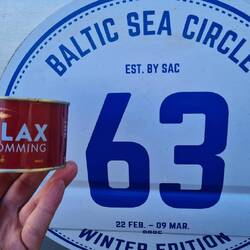 BALTIC SEA CIRCLE
EST. BY SAC
LAX
OMMING
63
22 FEB. – 09 MAR.
WINTER EDITION